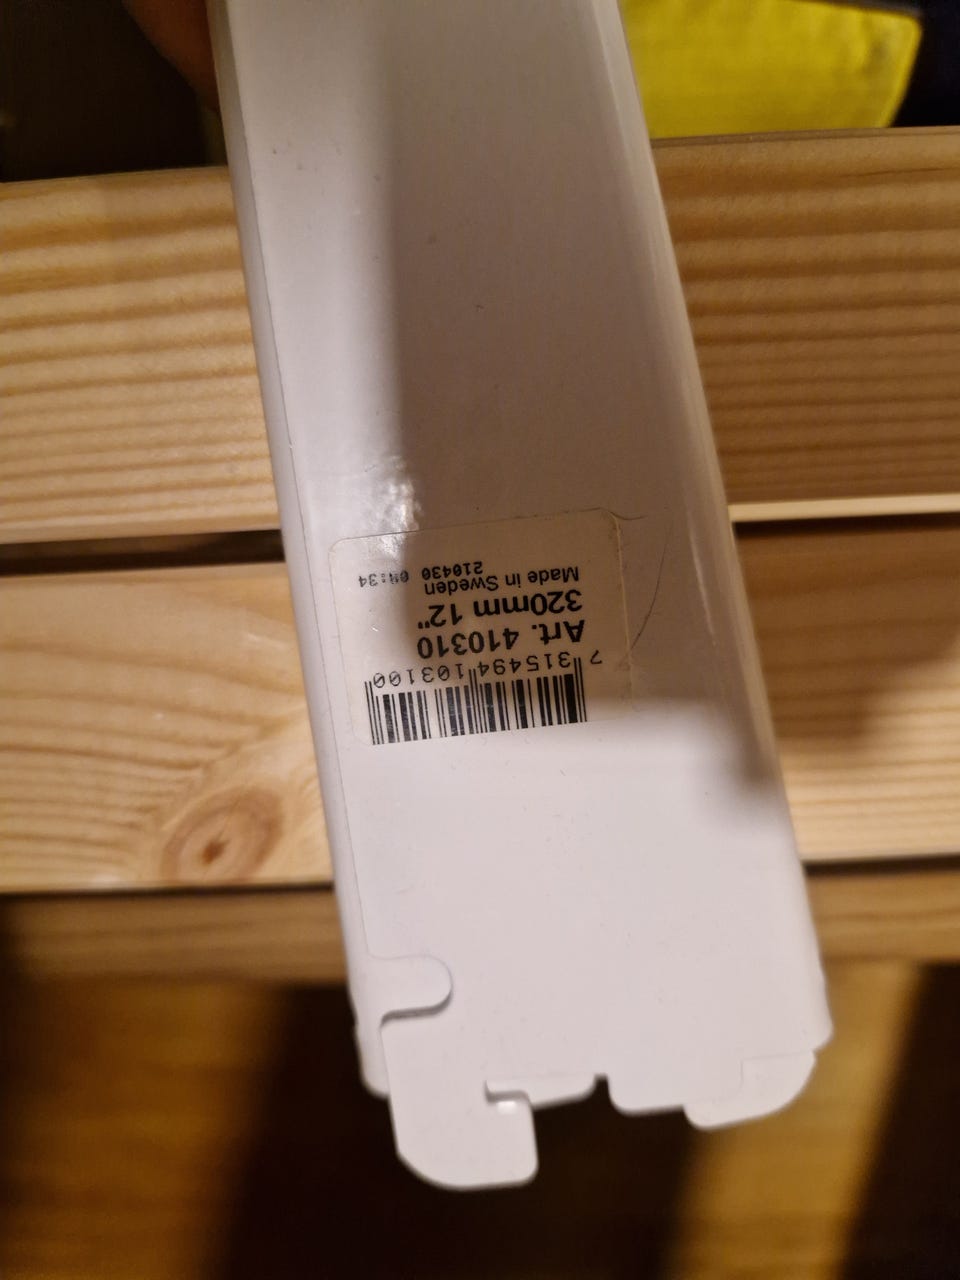 7 315494 103100
Art. 410310
320mm 12"
Made in Sweden
210430 08:34